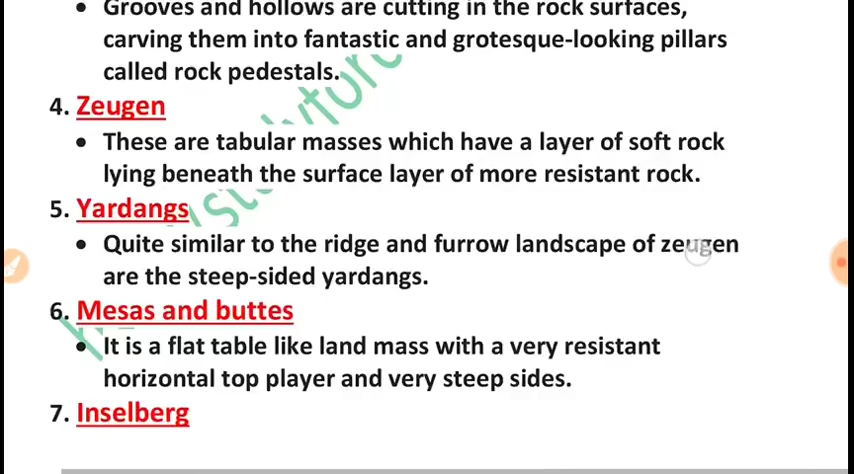 • Grooves and hollows are cutting in the rock surfaces,
carving them into fantastic and grotesque-looking pillars
called rock pedestals.
4. Zeugen
• These are tabular masses which have a layer of soft rock
lying beneath the surface layer of more resistant rock.
5. Yardangs
• Quite similar to the ridge and furrow landscape of zeugen
are the steep-sided yardangs.
6. Mesas and buttes
• It is a flat table like land mass with a very resistant
horizontal top player and very steep sides.
7. Inselberg